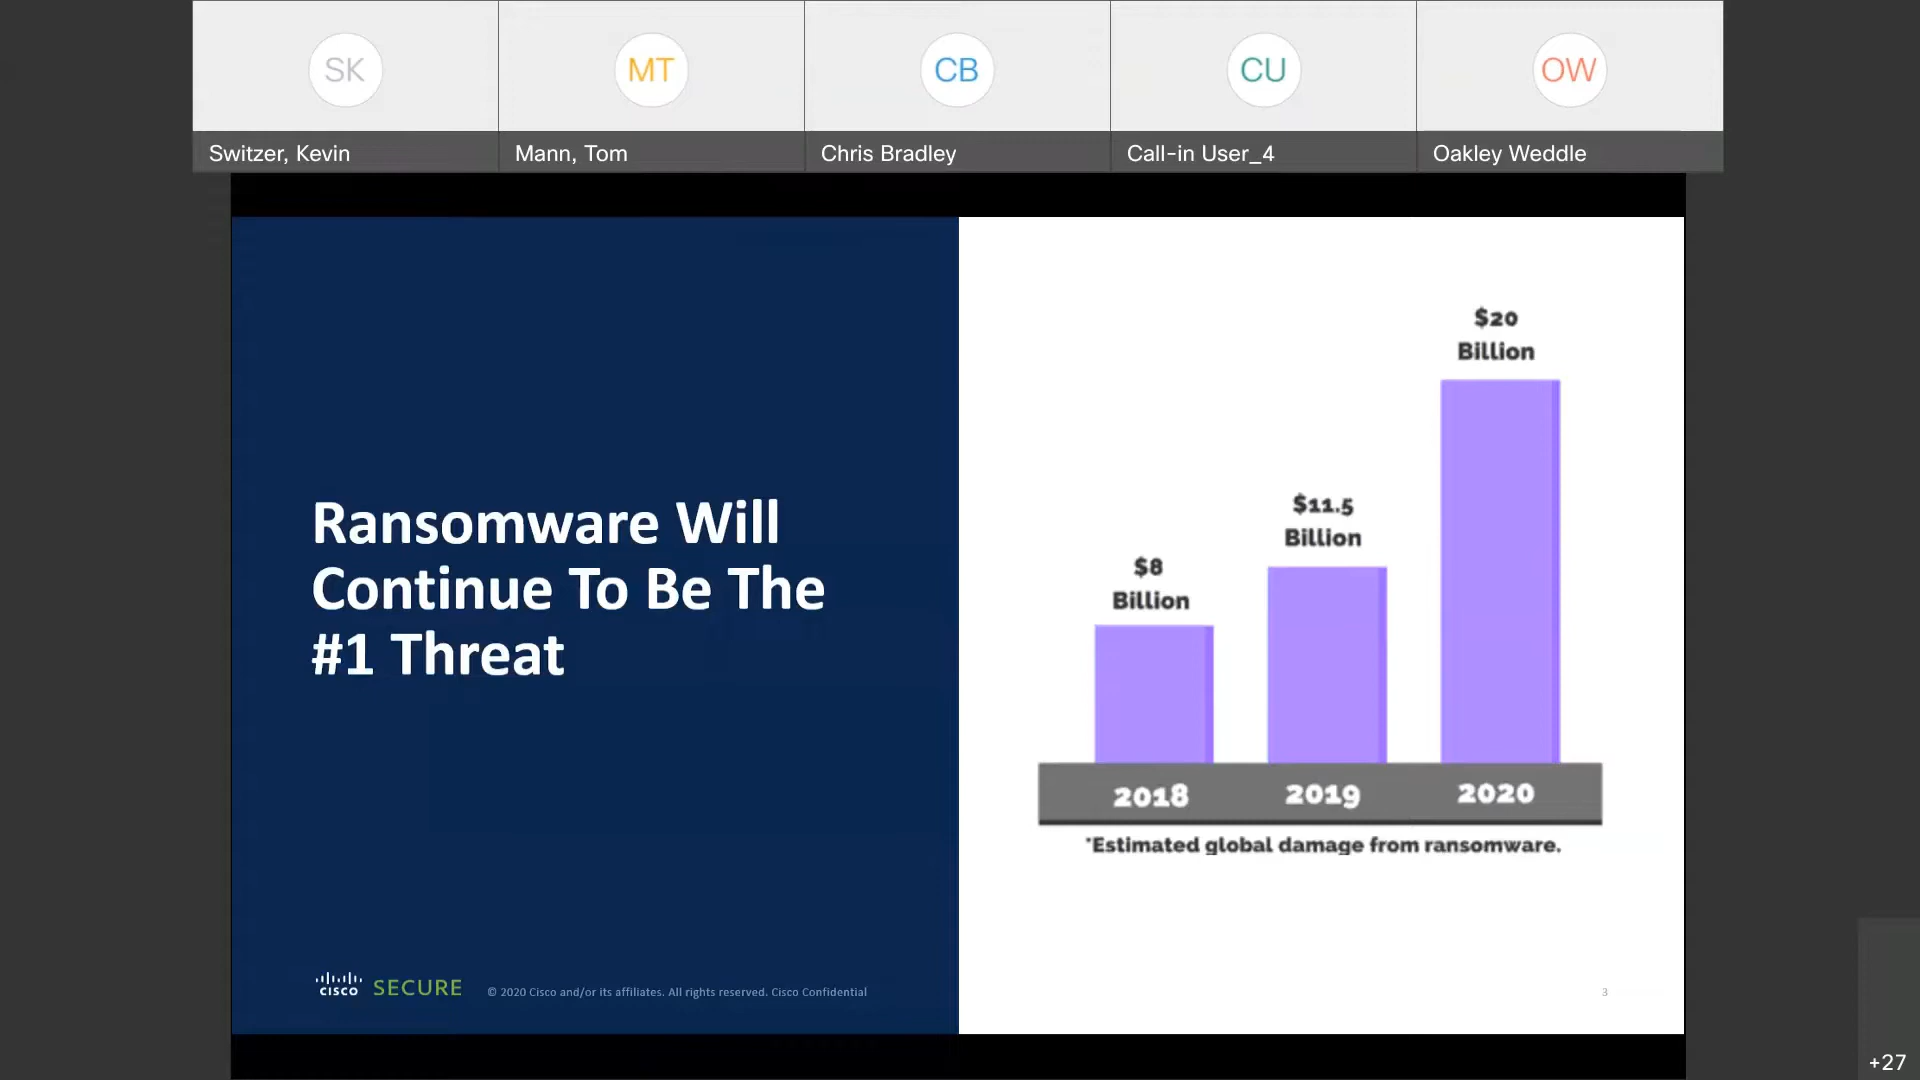 SK
MT
CB
CU
OW
Switzer, Kevin
Mann, Tom
Chris Bradley
Call-in User_4
Oakley Weddle
Ransomware Will
Continue To Be The
#1 Threat
$8
Billion
$11.5
Billion
$20
Billion
2018
2019
2020
*Estimated global damage from ransomware.
CISCO
SECURE
© 2020 Cisco and/or its affiliates. All rights reserved. Cisco Confidential
3
+27